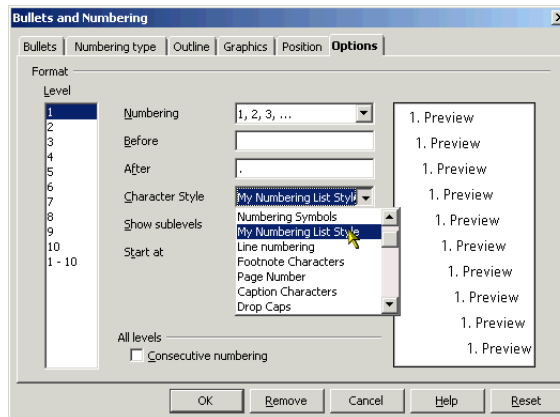 Bullets and Numbering
Bullets Numbering type Outline Graphics Position Options
Format
Level
1
2
3
4
5
6
7
8
9
10
1 - 10
Numbering 1, 2, 3, ...
Before
After .
Character Style My Numbering List Style
Show sublevels
Start at
Numbering Symbols
My Numbering List Style
Line numbering
Footnote Characters
Page Number
Caption Characters
Drop Caps
1. Preview
1. Preview
1. Preview
1. Preview
1. Preview
1. Preview
1. Preview
1. Preview
1. Preview
1. Preview
All levels
Consecutive numbering
OK Remove Cancel Help Reset